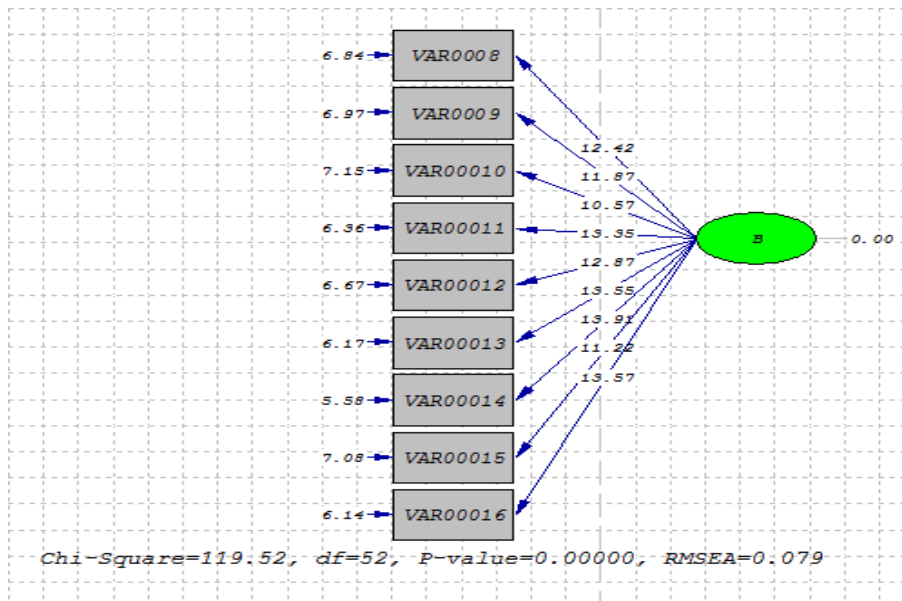 6.84 VAR0008
6.97 VAR0009
12.42
7.15 VAR00010
11.87
10.57
6.36 VAR00011
13.35
B 0.00
12.87
6.67 VAR00012
13.55
13.91
6.17 VAR00013
11.22
13.57
5.58 VAR00014
7.08 VAR00015
6.14 VAR00016
Chi-Square=119.52, df=52, P-value=0.00000, RMSEA=0.079